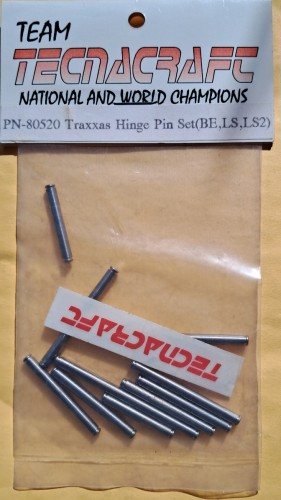 TEAM
TECNACRAFT
NATIONAL AND WORLD CHAMPIONS
PN-80520 Traxxas Hinge Pin Set(BE,LS,LS2)
TECNACRAFT